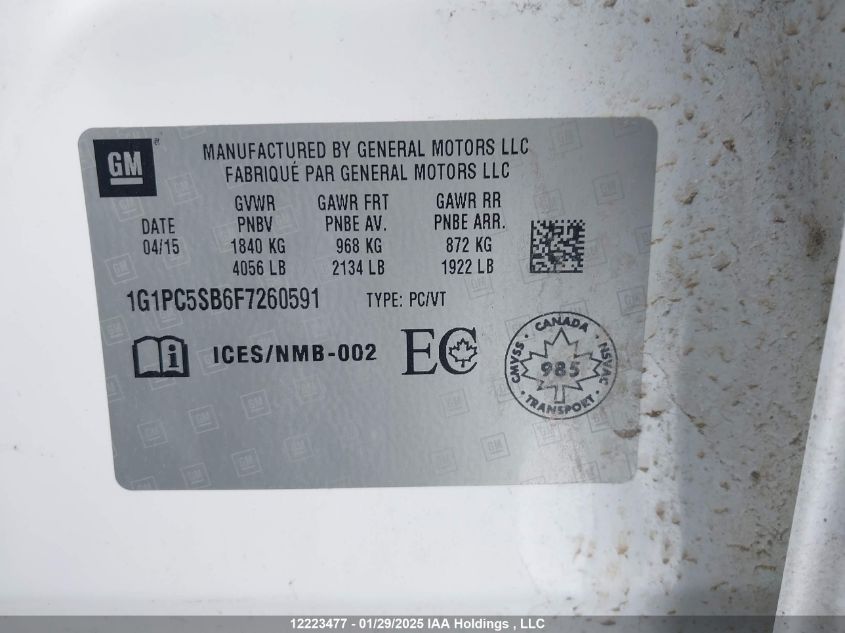 GM
MANUFACTURED BY GENERAL MOTORS LLC
FABRIQUÉ PAR GENERAL MOTORS LLC
GVWR GAWR FRT GAWR RR
DATE PNBV PNBE AV. PNBE ARR.
04/15 1840 KG 968 KG 872 KG
4056 LB 2134 LB 1922 LB
1G1PC5SB6F7260591 TYPE: PC/VT
i ICES/NMB-002 EC
CANADA
CMVSS 985 NSVAC
TRANSPORT
12223477 - 01/29/2025 IAA Holdings , LLC